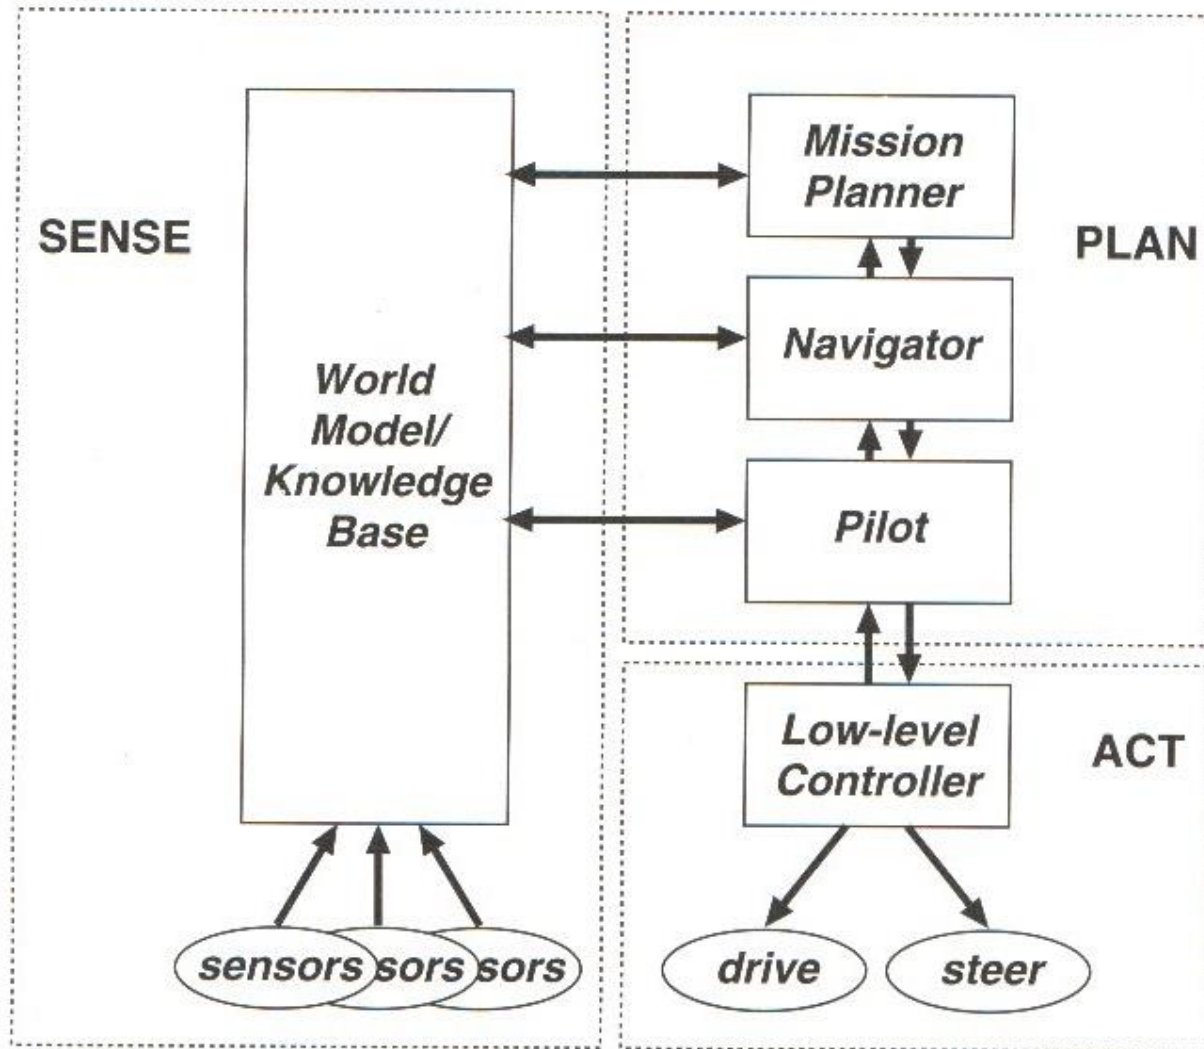 SENSE
World
Model/
Knowledge
Base
sensors sors sors
PLAN
Mission
Planner
Navigator
Pilot
ACT
Low-level
Controller
drive
steer